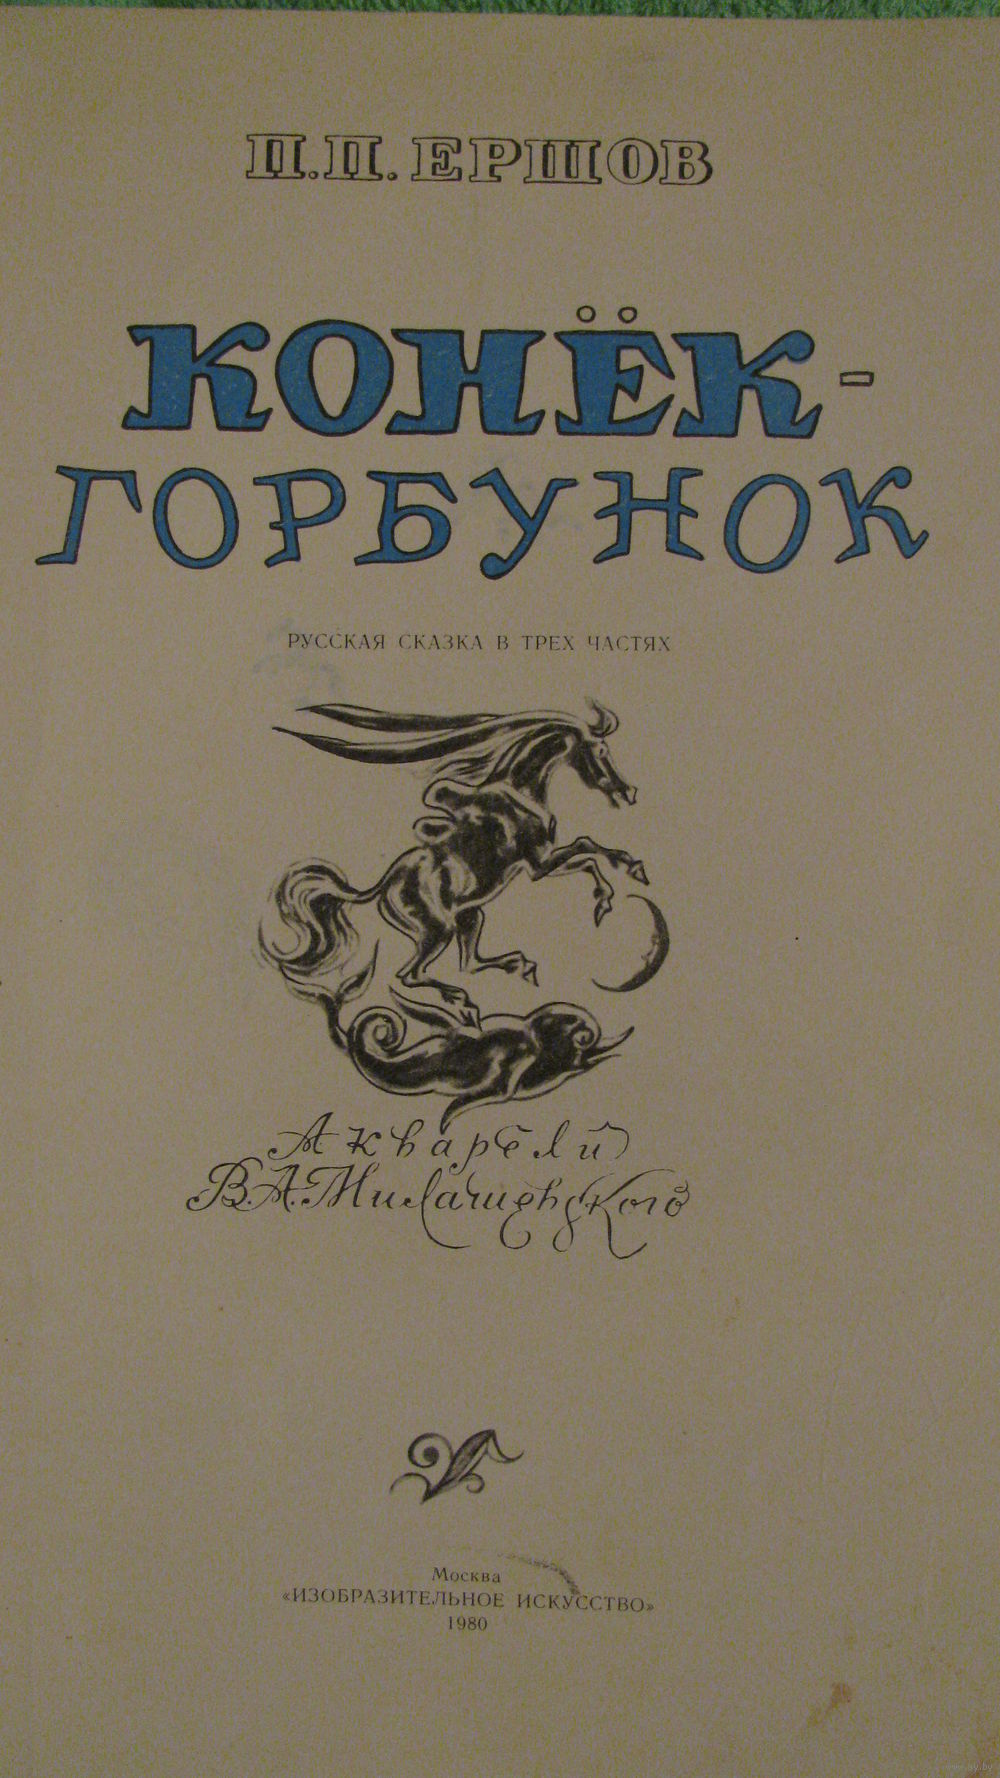 П.П. ЕРШОВ
КОНЁК-
ГОРБУНОК
РУССКАЯ СКАЗКА В ТРЕХ ЧАСТЯХ
Акварели
В.А. Милашевского
Москва
«ИЗОБРАЗИТЕЛЬНОЕ ИСКУССТВО»
1980